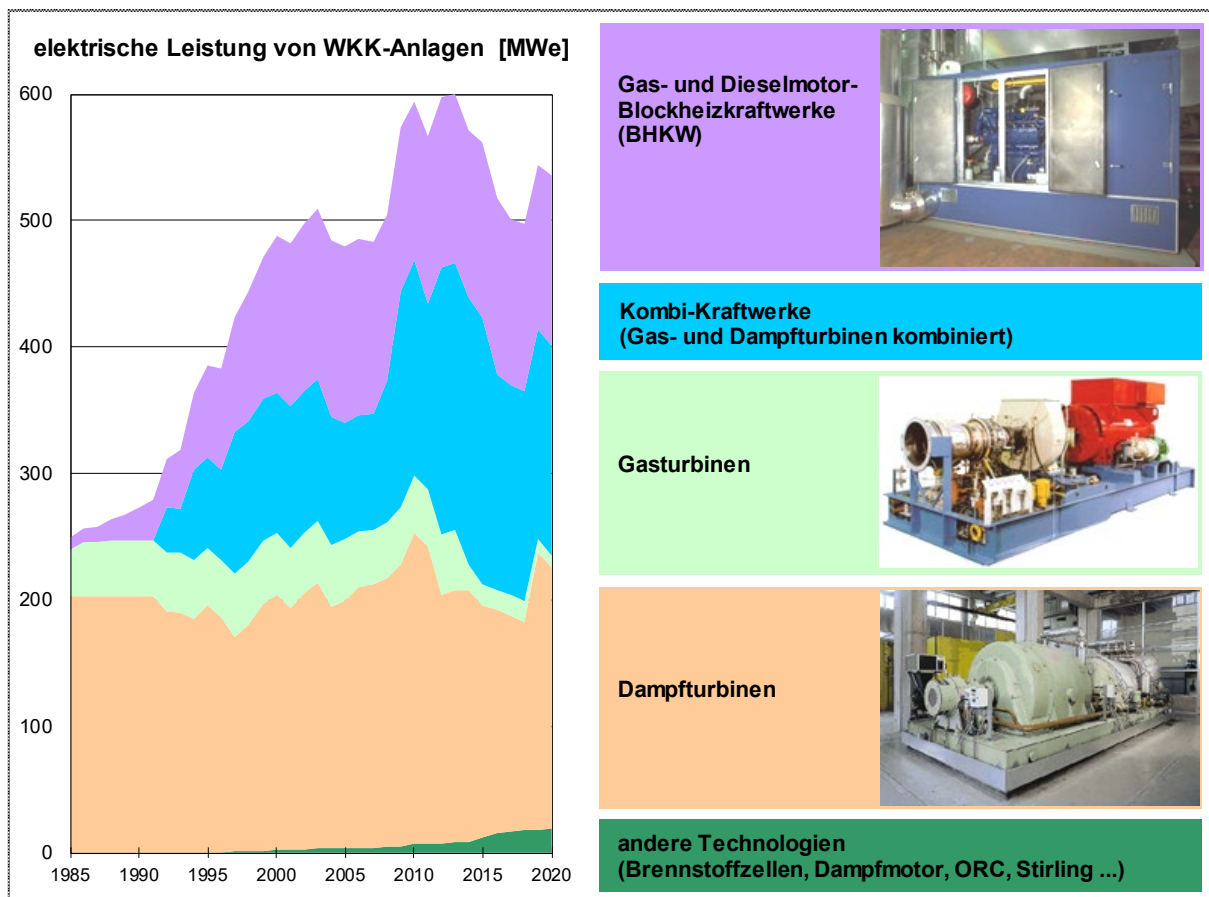 elektrische Leistung von WKK-Anlagen [MWe]
600
500
400
300
200
100
0
1985 1990 1995 2000 2005 2010 2015 2020
Gas- und Dieselmotor-
Blockheizkraftwerke
(BHKW)
Kombi-Kraftwerke
(Gas- und Dampfturbinen kombiniert)
Gasturbinen
Dampfturbinen
andere Technologien
(Brennstoffzellen, Dampfmotor, ORC, Stirling ...)